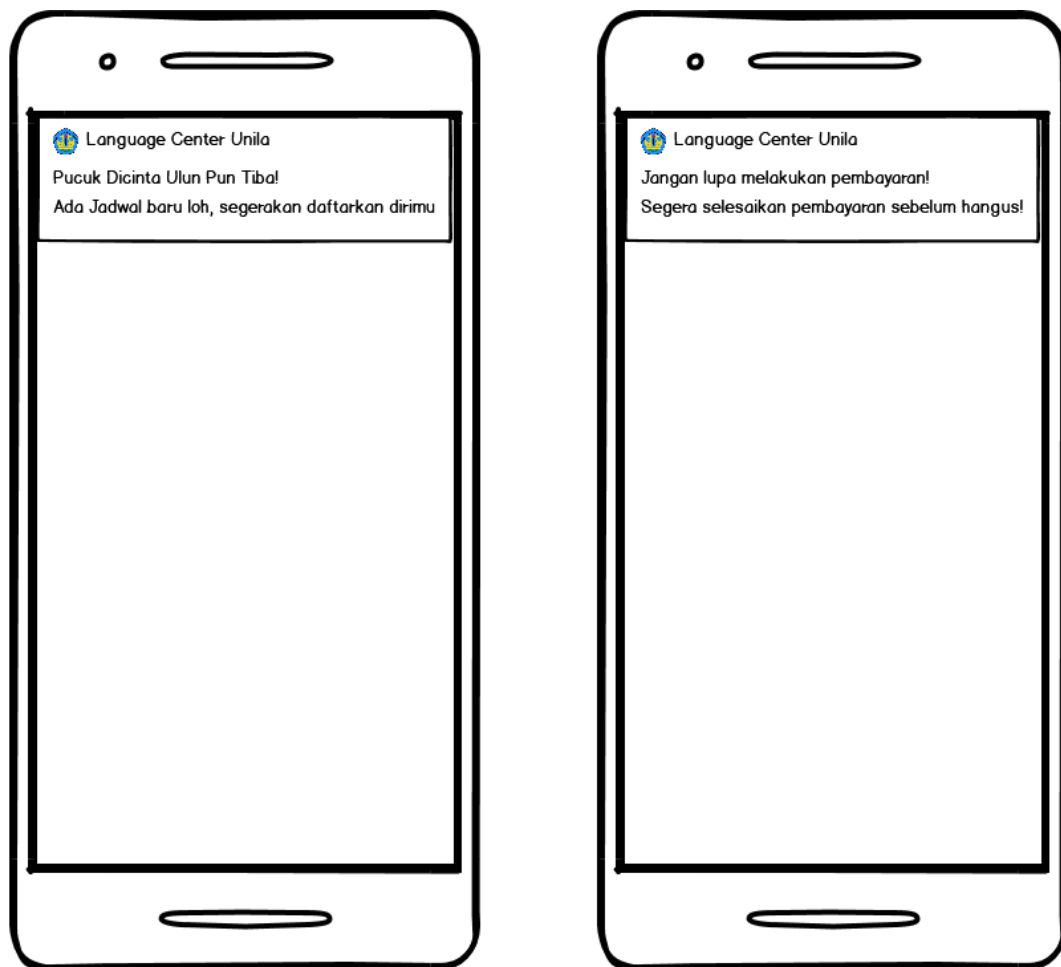 Language Center Unila
Pucuk Dicinta Ulun Pun Tiba!
Ada Jadwal baru loh, segerakan daftarkan dirimu
Language Center Unila
Jangan lupa melakukan pembayaran!
Segera selesaikan pembayaran sebelum hangus!